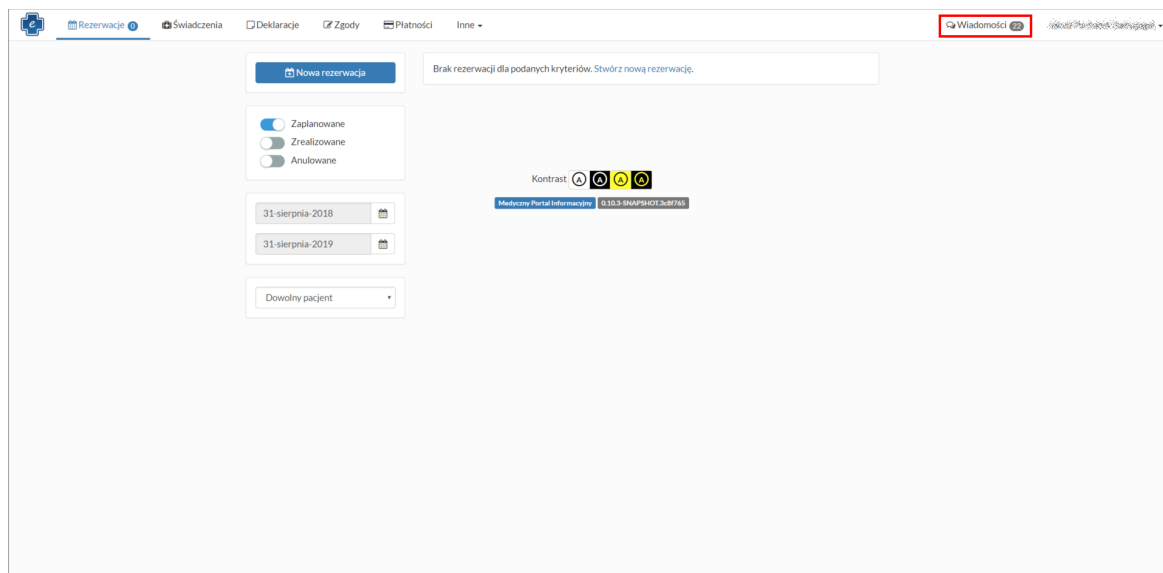 e Rezerwacje 0 Świadczenia Deklaracje Zgody Płatności Inne Wiadomości 22
Nowa rezerwacja
Brak rezerwacji dla podanych kryteriów. Stwórz nową rezerwację.
Zaplanowane
Zrealizowane
Anulowane
Kontrast A A A A
Medyczny Portal Informacyjny 0.10.3-SNAPSHOT.3c8f765
31-sierpnia-2018
31-sierpnia-2019
Dowolny pacjent